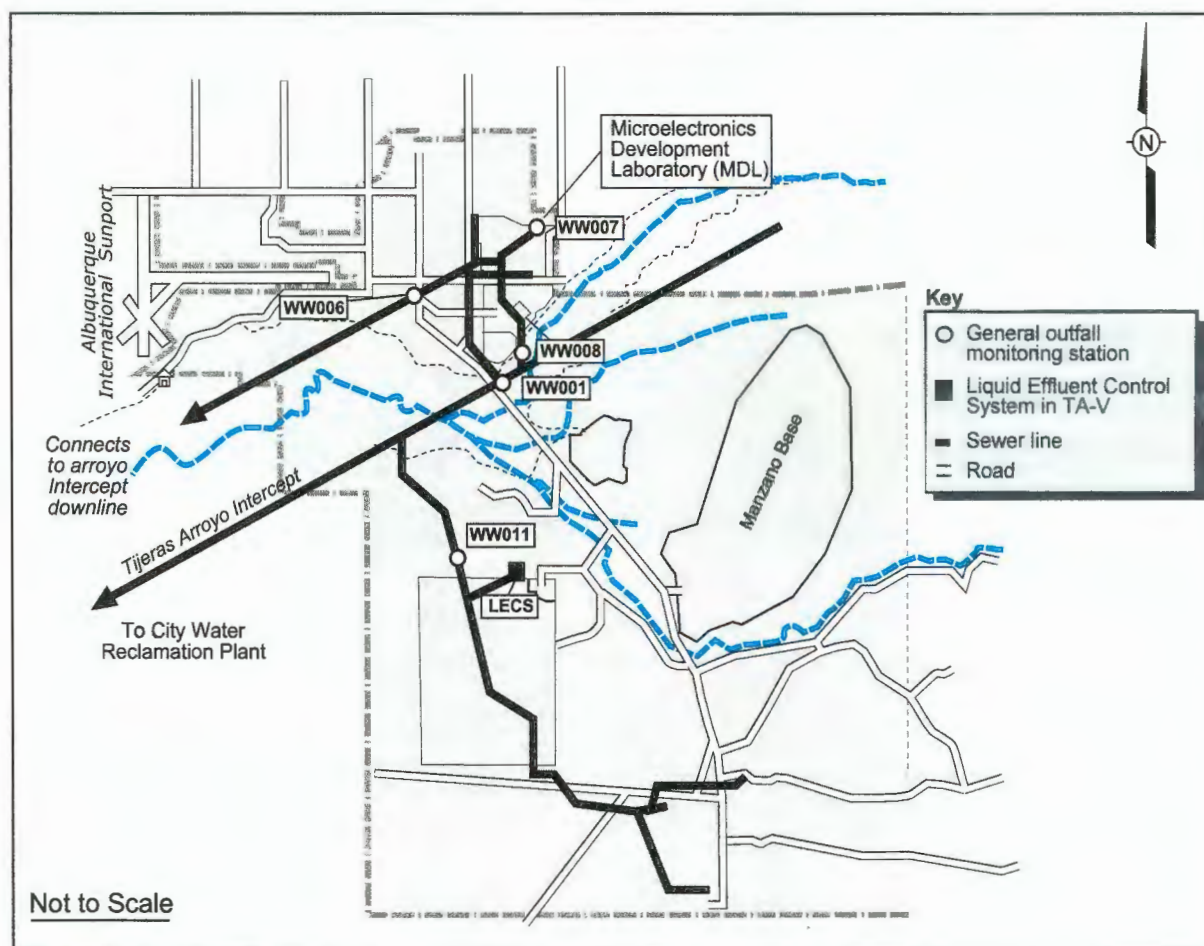 Microelectronics
Development
Laboratory (MDL)
N
WW007
Albuquerque
International Sunport
WW006
Key
General outfall
monitoring station
Liquid Effluent Control
System in TA-V
Sewer line
Road
WW008
WW001
Connects
to arroyo
Intercept
downline
Manzano Base
Tijeras Arroyo Intercept
WW011
LECS
To City Water
Reclamation Plant
Not to Scale